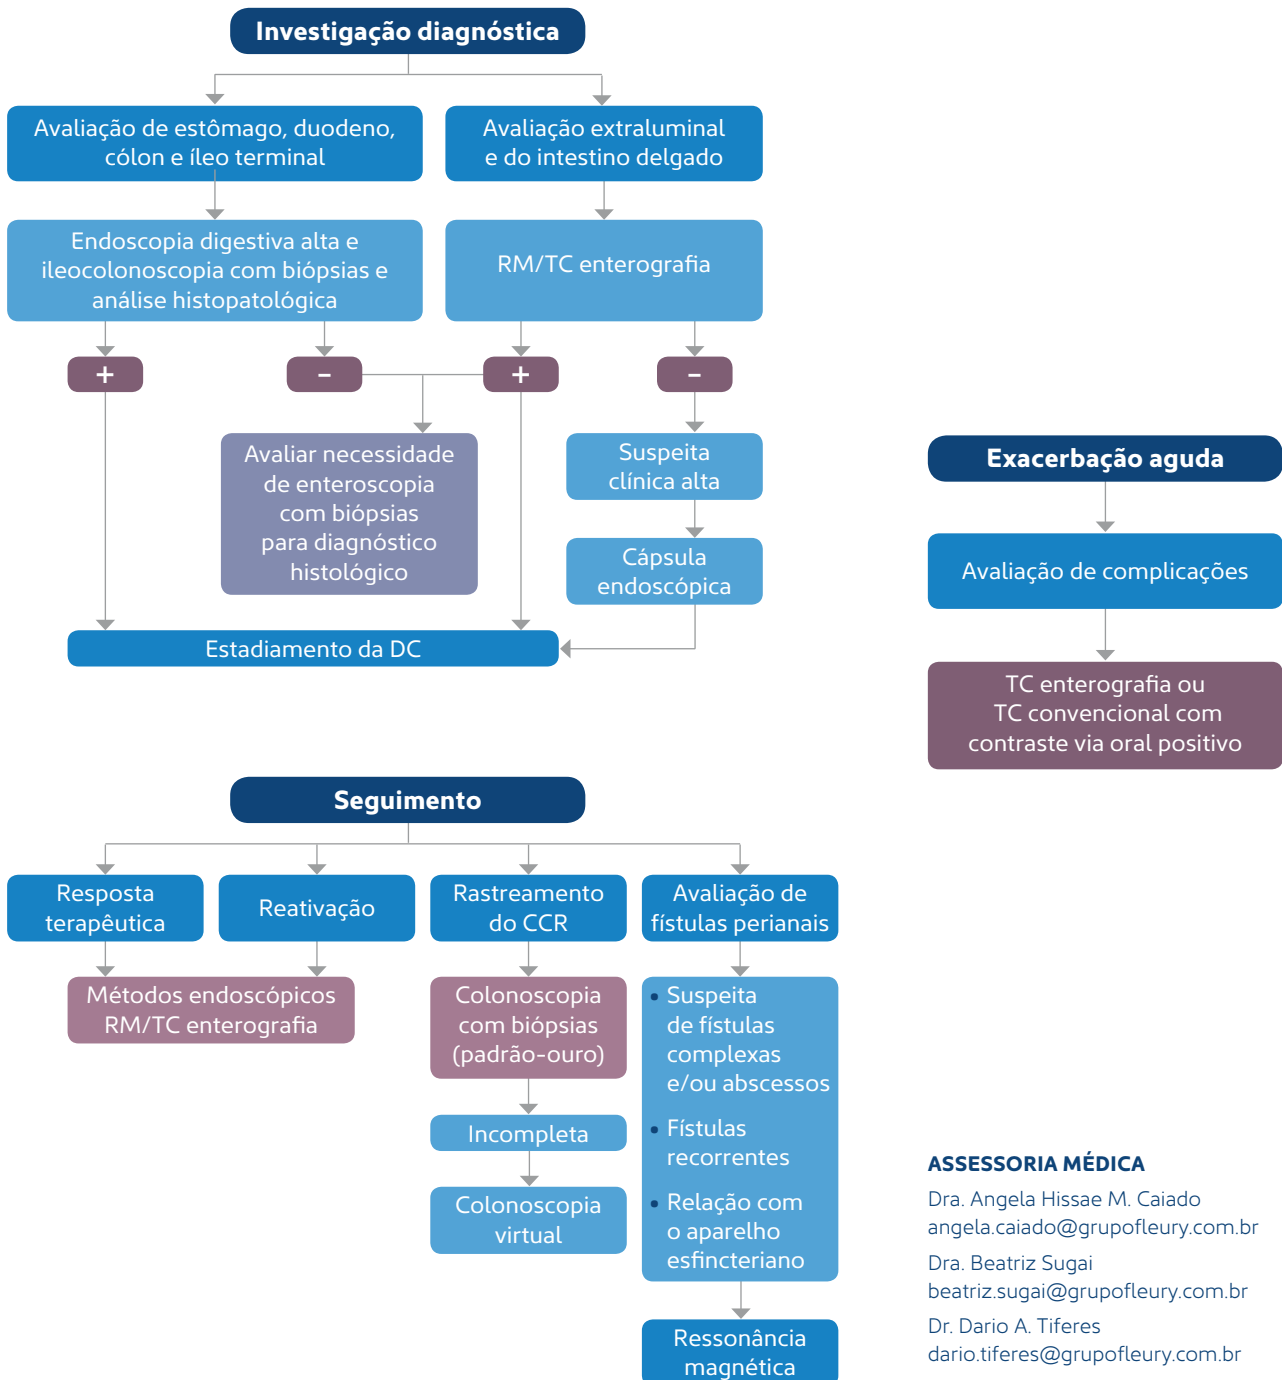 Investigação diagnóstica
Avaliação de estômago, duodeno,
cólon e íleo terminal
Avaliação extraluminal
e do intestino delgado
Endoscopia digestiva alta e
ileocolonoscopia com biópsias e
análise histopatológica
RM/TC enterografia
+
–
+
–
Avaliar necessidade
de enteroscopia
com biópsias
para diagnóstico
histológico
Suspeita
clínica alta
Cápsula
endoscópica
Estadiamento da DC
Exacerbação aguda
Avaliação de complicações
TC enterografia ou
TC convencional com
contraste via oral positivo
Seguimento
Resposta
terapêutica
Reativação
Rastreamento
do CCR
Avaliação de
fístulas perianais
Métodos endoscópicos
RM/TC enterografia
Colonoscopia
com biópsias
(padrão-ouro)
Incompleta
Colonoscopia
virtual
• Suspeita
de fístulas
complexas
e/ou abscessos
• Fístulas
recorrentes
• Relação com
o aparelho
esfincteriano
Ressonância
magnética
ASSESSORIA MÉDICA
Dra. Angela Hissae M. Caiado
angela.caiado@grupofleury.com.br
Dra. Beatriz Sugai
beatriz.sugai@grupofleury.com.br
Dr. Dario A. Tiferes
dario.tiferes@grupofleury.com.br